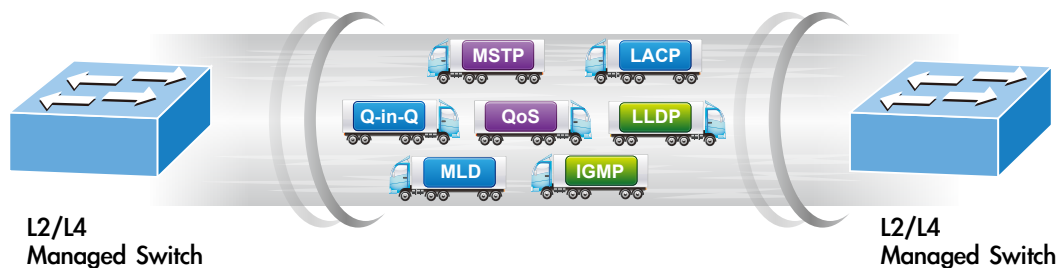 MSTP
LACP
Q-in-Q
QoS
LLDP
MLD
IGMP
L2/L4
Managed Switch
L2/L4
Managed Switch